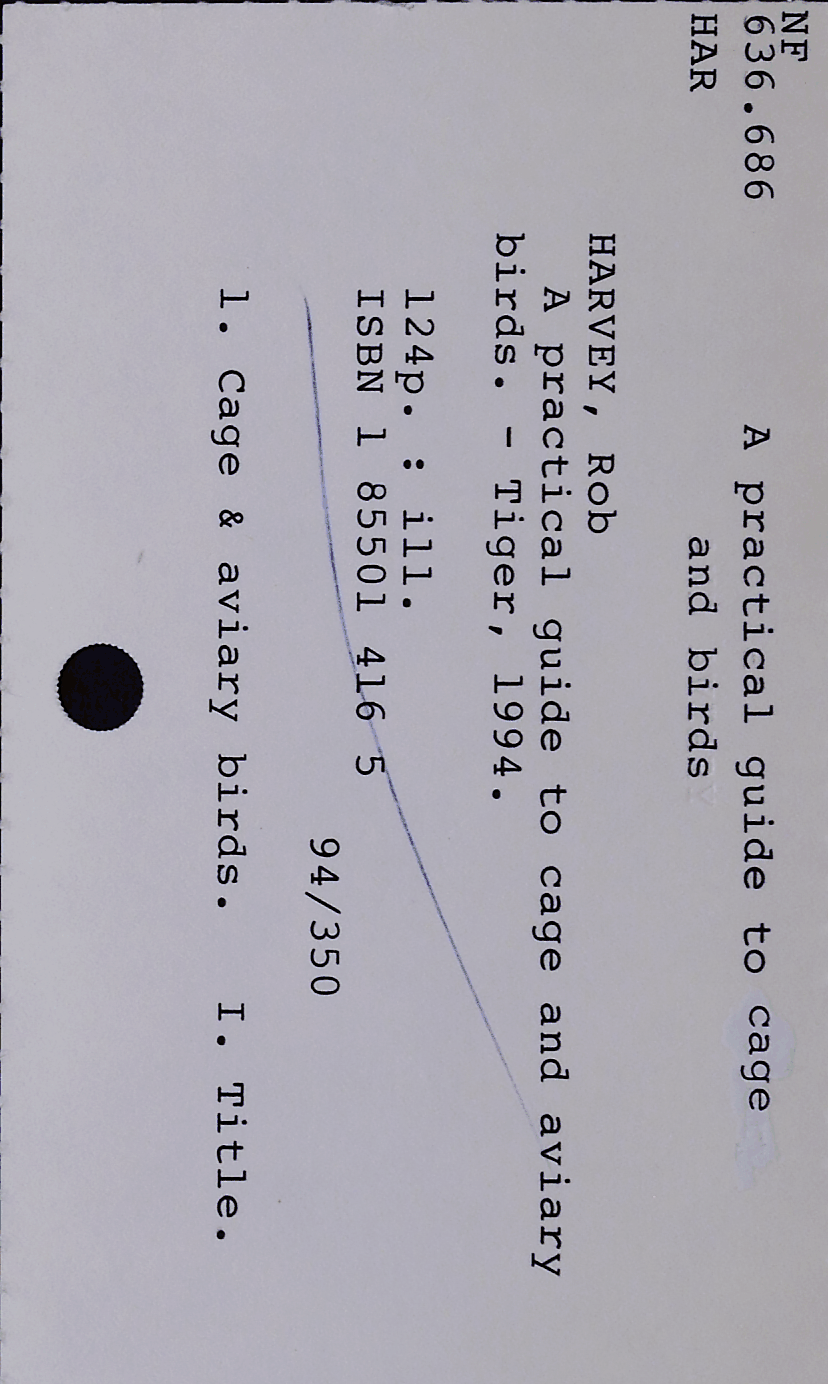 NF
636.686 A practical guide to cage
HAR and birds
HARVEY, Rob
A practical guide to cage and aviary
birds. - Tiger, 1994.
124p. : ill.
ISBN 1 85501 416 5
94/350
1. Cage & aviary birds. I. Title.